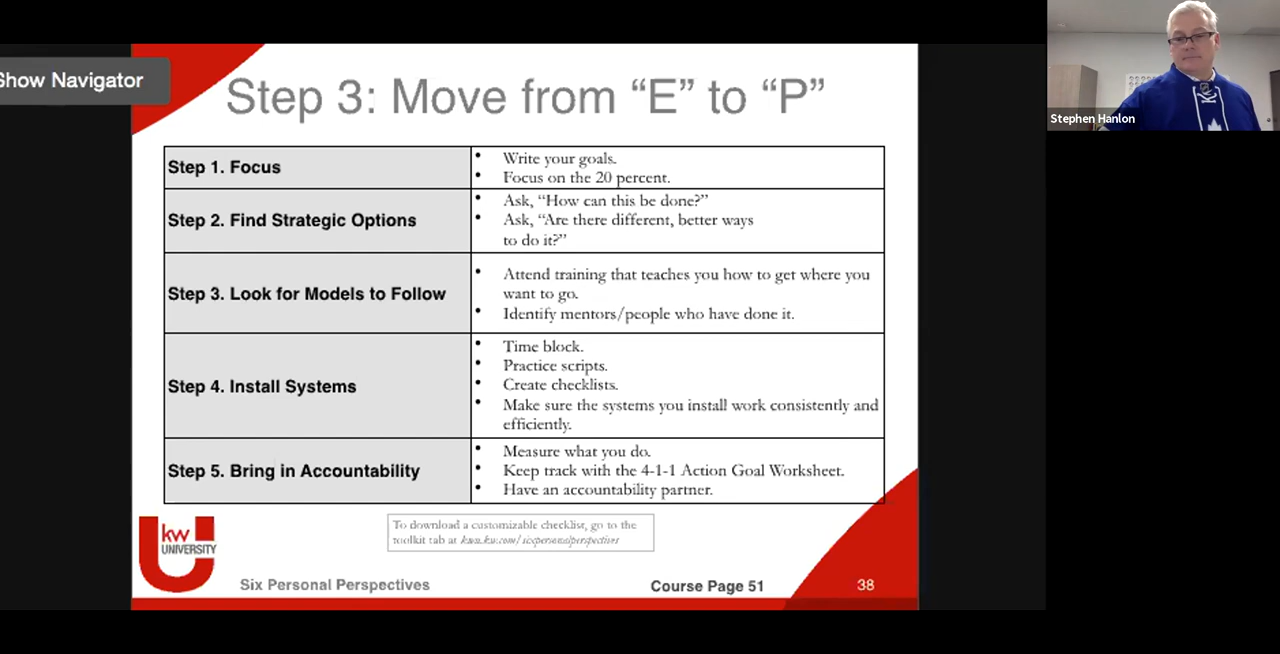 Show Navigator
Stephen Hanlon
Step 3: Move from “E” to “P”
Step 1. Focus
• Write your goals.
• Focus on the 20 percent.
Step 2. Find Strategic Options
• Ask, “How can this be done?”
• Ask, “Are there different, better ways
to do it?”
Step 3. Look for Models to Follow
• Attend training that teaches you how to get where you
want to go.
• Identify mentors/people who have done it.
Step 4. Install Systems
• Time block.
• Practice scripts.
• Create checklists.
• Make sure the systems you install work consistently and
efficiently.
Step 5. Bring in Accountability
• Measure what you do.
• Keep track with the 4-1-1 Action Goal Worksheet.
• Have an accountability partner.
To download a customizable checklist, go to the
toolkit tab at kwu.kw.com/sixpersonalperspectives
kw
UNIVERSITY
Six Personal Perspectives
Course Page 51
38